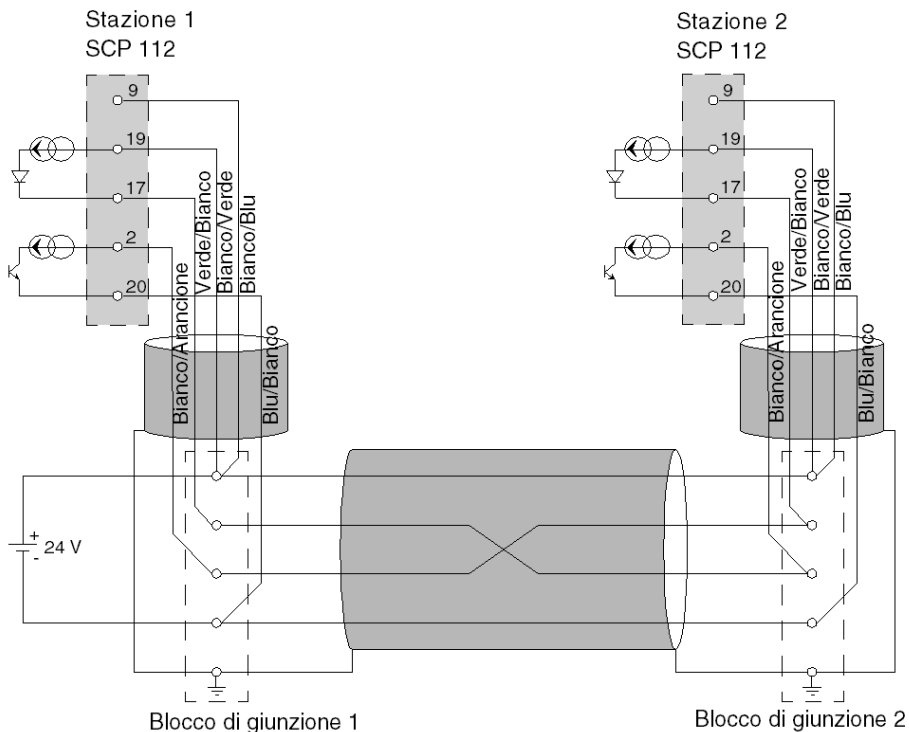 Stazione 1
SCP 112
9
19
17
2
20
Bianco/Arancione
Verde/Bianco
Bianco/Verde
Bianco/Blu
Blu/Bianco
Stazione 2
SCP 112
9
19
17
2
20
Bianco/Arancione
Verde/Bianco
Bianco/Verde
Bianco/Blu
Blu/Bianco
+
24 V
-
Blocco di giunzione 1
Blocco di giunzione 2